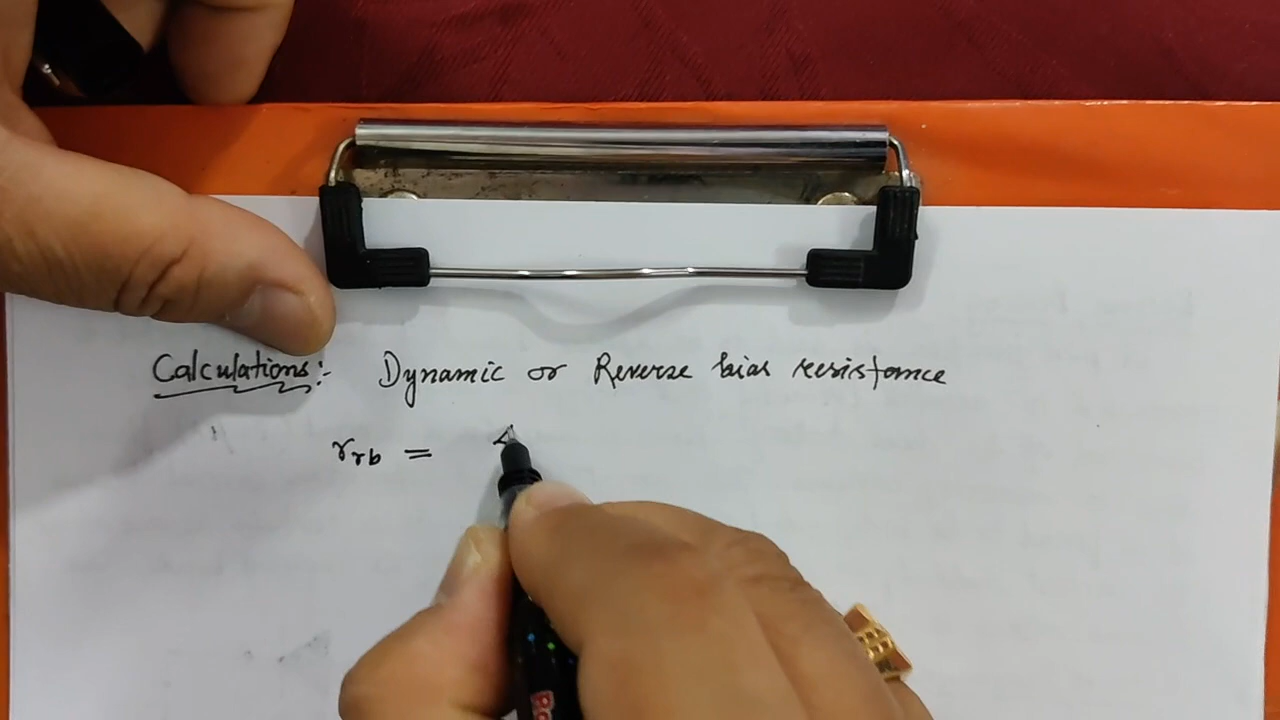 Calculations:- Dynamic or Reverse bias resistance
rrb =